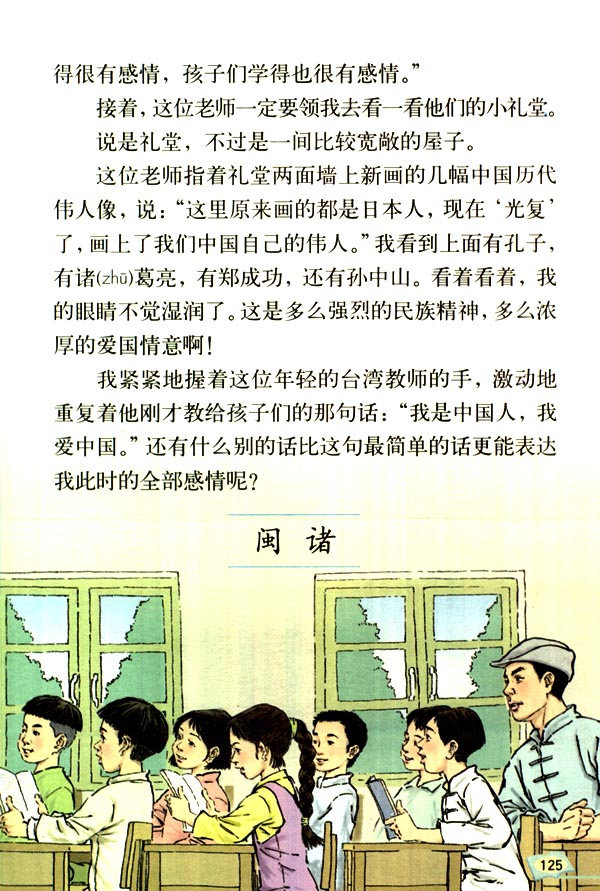 得很有感情，孩子们学得也很有感情。”
接着，这位老师一定要领我去看一看他们的小礼堂。
说是礼堂，不过是一间比较宽敞的屋子。
这位老师指着礼堂两面墙上新画的几幅中国历代
伟人像，说：“这里原来画的都是日本人，现在‘光复’
了，画上了我们中国自己的伟人。”我看到上面有孔子，
有诸(zhū)葛亮，有郑成功，还有孙中山。看着看着，我
的眼睛不觉湿润了。这是多么强烈的民族精神，多么浓
厚的爱国情意啊！
我紧紧地握着这位年轻的台湾教师的手，激动地
重复着他刚才教给孩子们的那句话：“我是中国人，我
爱中国。”还有什么别的话比这句最简单的话更能表达
我此时的全部感情呢？
闽 诸
125